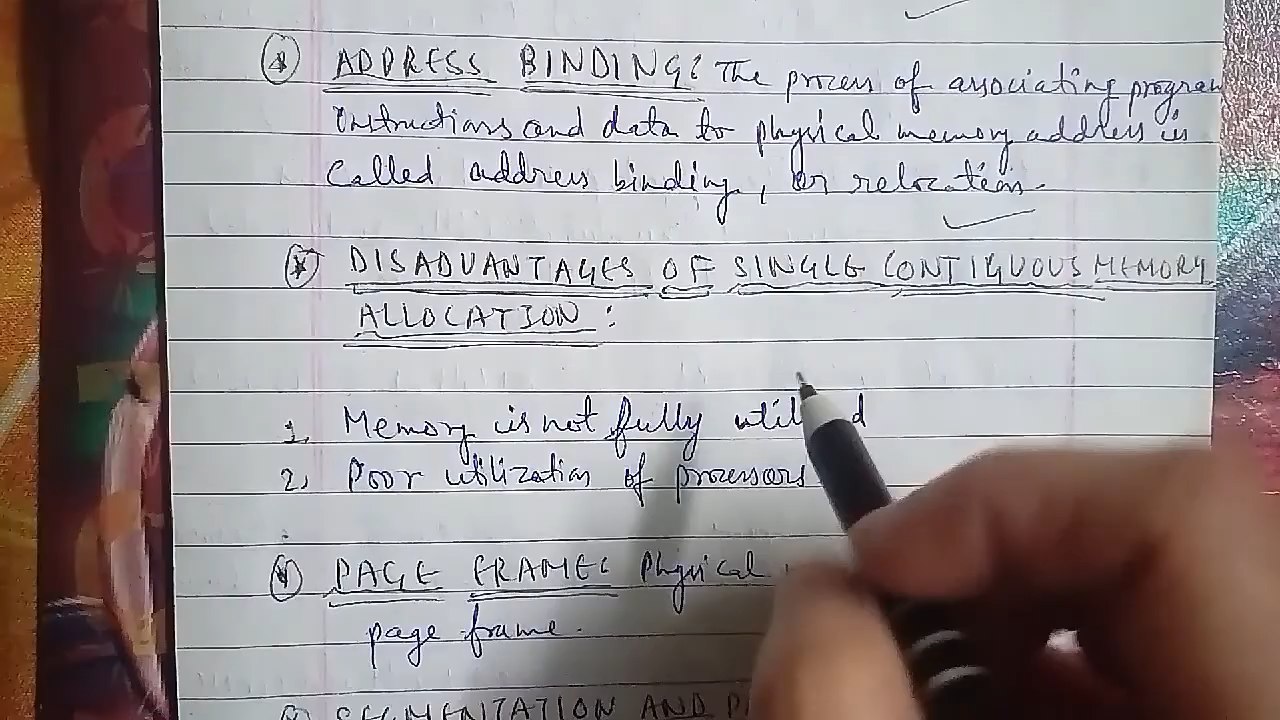 ADDRESS BINDING: The process of associating program
instructions and data to physical memory address is
called address binding, or relocation.
DISADVANTAGES OF SINGLE CONTIGUOUS MEMORY
ALLOCATION:
1. Memory is not fully utilized
2. Poor utilization of processors
PAGE FRAME: Physical
page frame.
SEGMENTATION AND